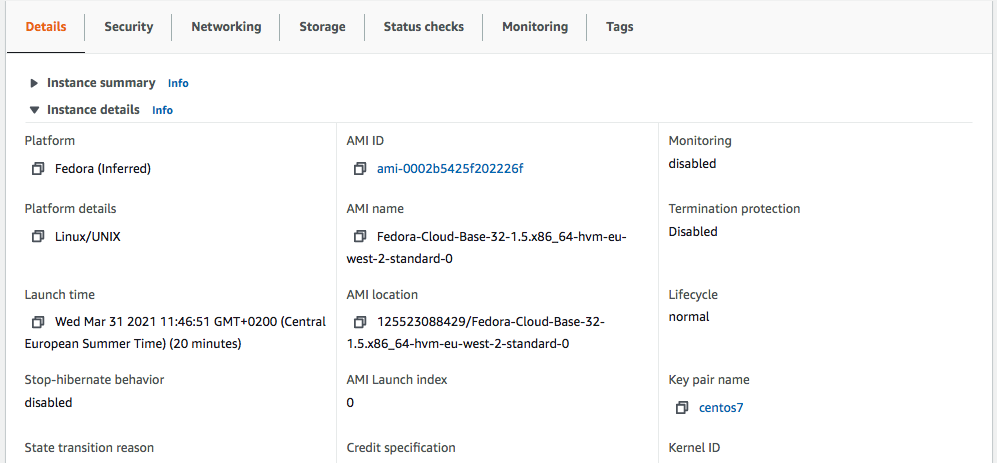 Details Security Networking Storage Status checks Monitoring Tags
Instance summary Info
Instance details Info
Platform
Fedora (Inferred)
AMI ID
ami-0002b5425f202226f
Monitoring
disabled
Platform details
Linux/UNIX
AMI name
Fedora-Cloud-Base-32-1.5.x86_64-hvm-eu-
west-2-standard-0
Termination protection
Disabled
Launch time
Wed Mar 31 2021 11:46:51 GMT+0200 (Central
European Summer Time) (20 minutes)
AMI location
125523088429/Fedora-Cloud-Base-32-
1.5.x86_64-hvm-eu-west-2-standard-0
Lifecycle
normal
Stop-hibernate behavior
disabled
AMI Launch index
0
Key pair name
centos7
State transition reason
Credit specification
Kernel ID